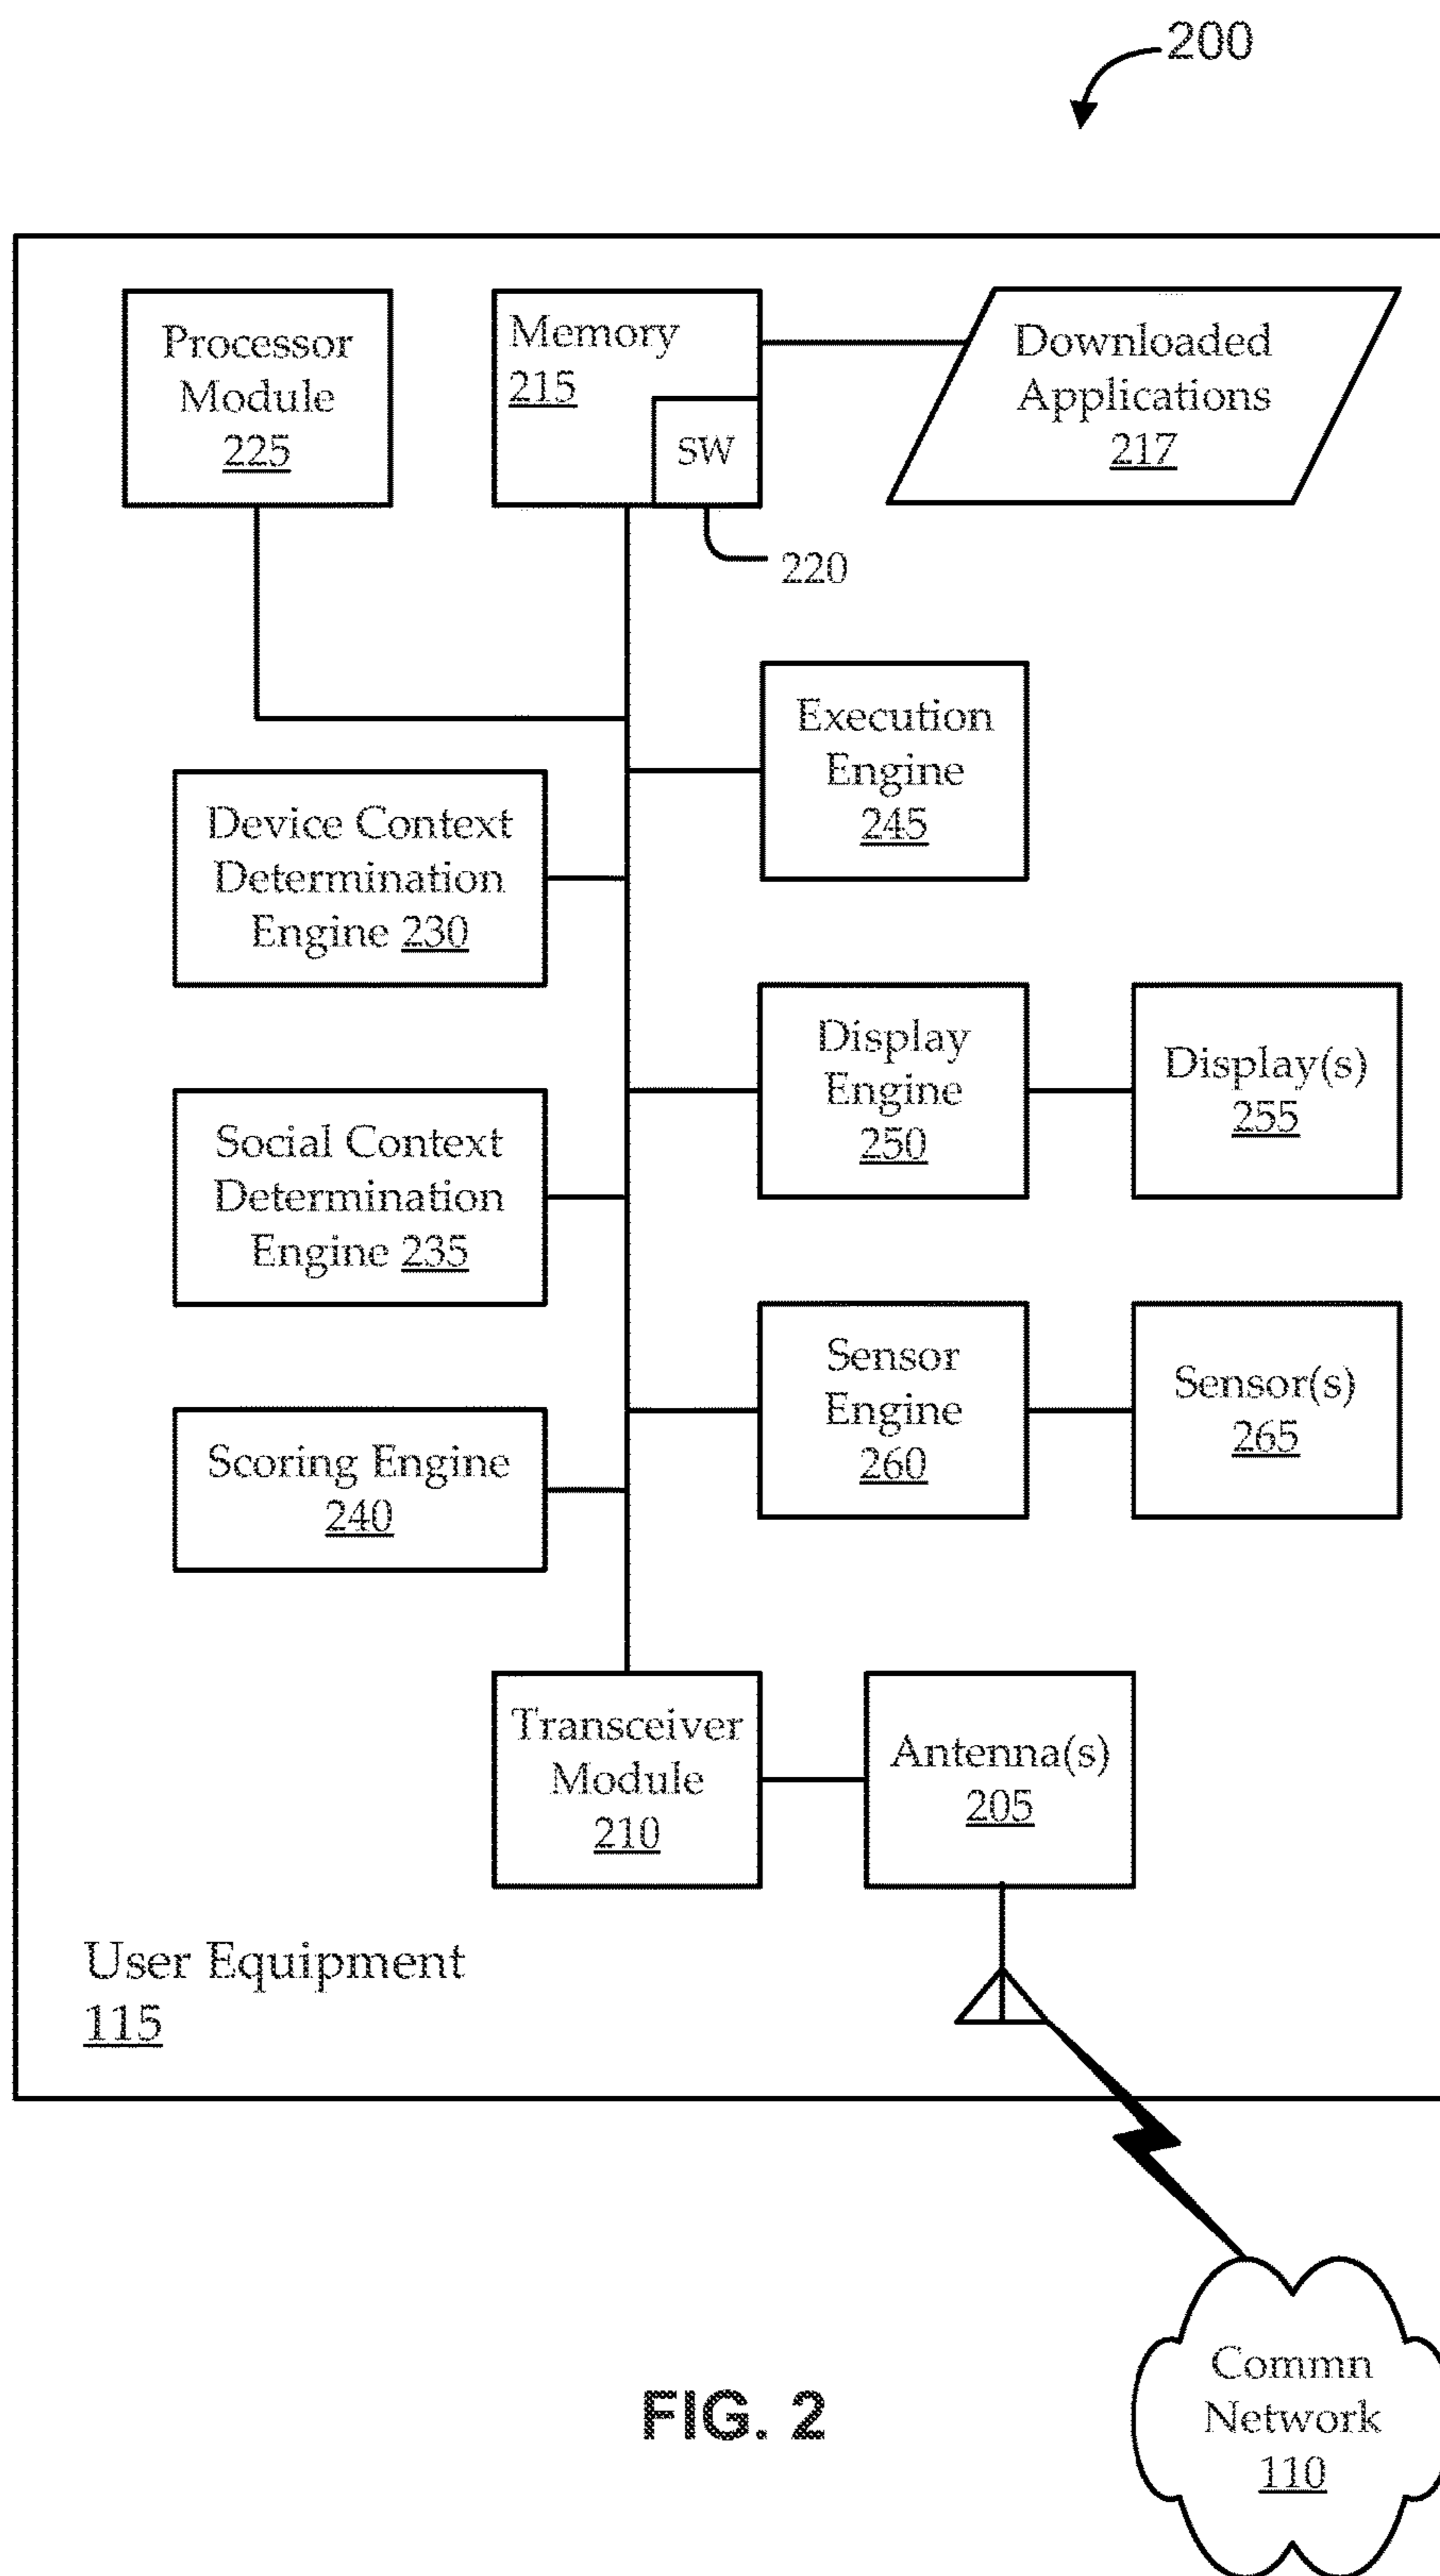 200
Processor
Module
225
Memory
215
SW
220
Downloaded
Applications
217
Execution
Engine
245
Device Context
Determination
Engine 230
Display
Engine
250
Display(s)
255
Social Context
Determination
Engine 235
Sensor
Engine
260
Sensor(s)
265
Scoring Engine
240
Transceiver
Module
210
Antenna(s)
205
User Equipment
115
Commn
Network
110
FIG. 2